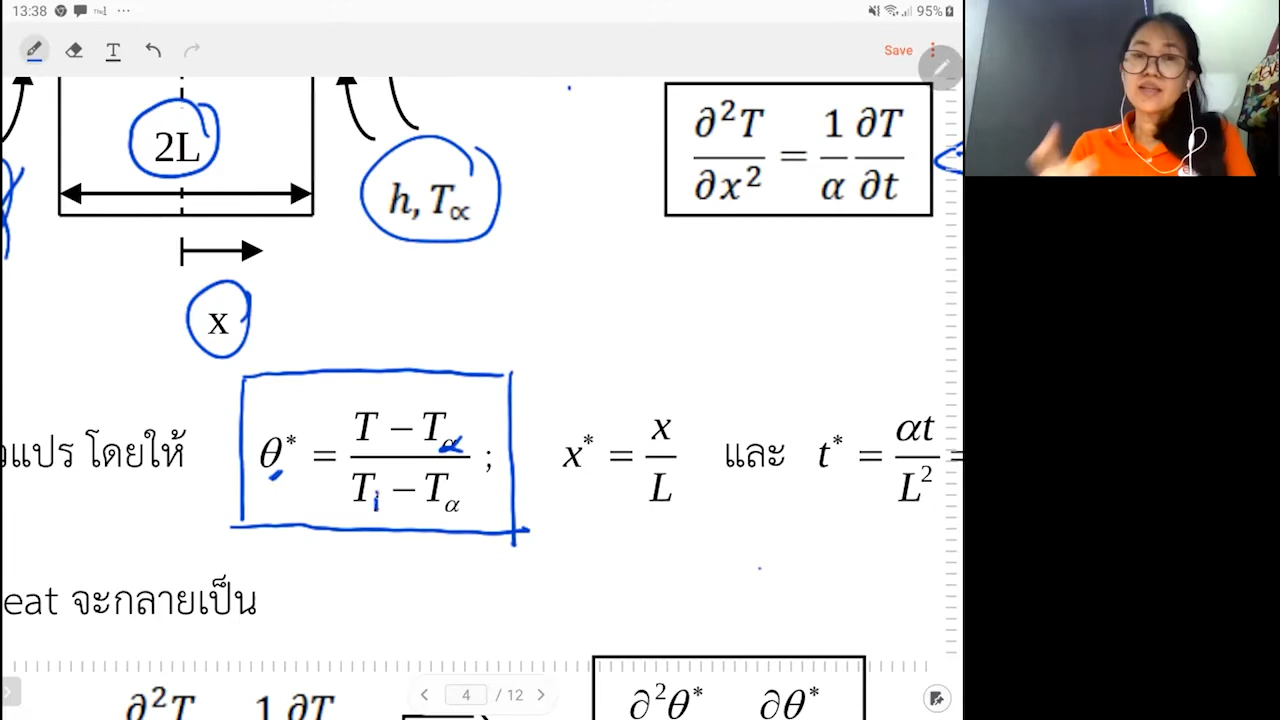 13:38 ... 95%
T Save
2L
h, T∝
∂²T/∂x² = 1/α ∂T/∂t
x
แปร โดยให้ θ* = (T − Tα)/(Ti − Tα) ; x* = x/L และ t* = αt/L² =
eat จะกลายเป็น
∂²T 1 ∂T ∂²θ* ∂θ*
4 / 12